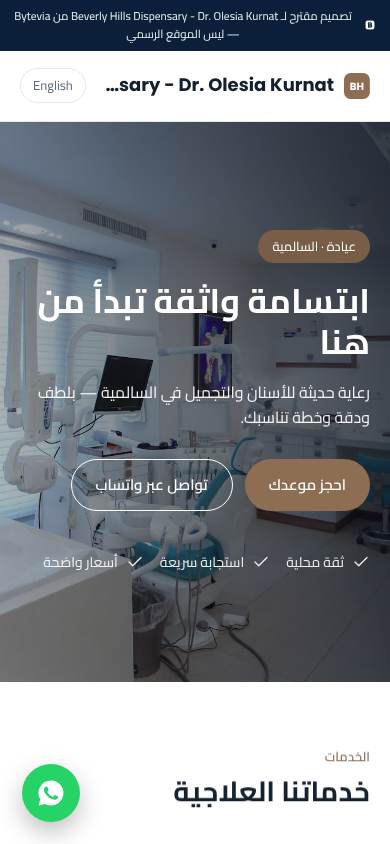 تصميم مقترح لـ Beverly Hills Dispensary - Dr. Olesia Kurnat من Bytevia
— ليس الموقع الرسمي
BH
...sary - Dr. Olesia Kurnat
English
عيادة · السالمية
ابتسامة واثقة تبدأ من
هنا
رعاية حديثة للأسنان والتجميل في السالمية — بلطف
ودقة وخطة تناسبك.
احجز موعدك
تواصل عبر واتساب
ثقة محلية
استجابة سريعة
أسعار واضحة
الخدمات
خدماتنا العلاجية